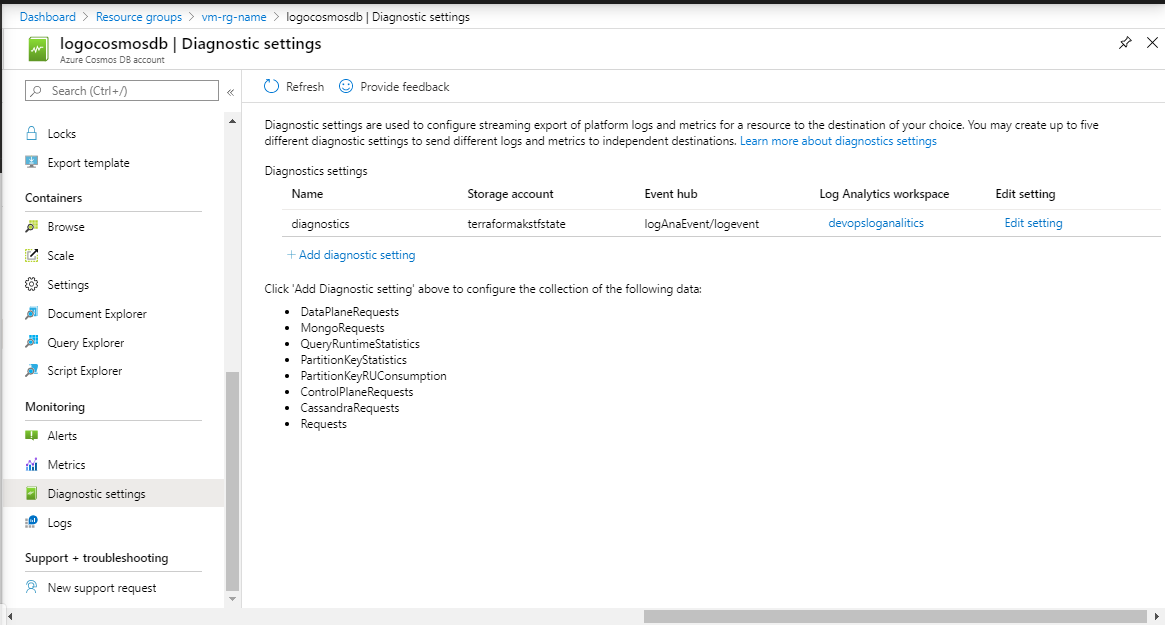 Dashboard > Resource groups > vm-rg-name > logocosmosdb | Diagnostic settings
logocosmosdb | Diagnostic settings
Azure Cosmos DB account
Search (Ctrl+/)
«
Locks
Export template
Containers
Browse
Scale
Settings
Document Explorer
Query Explorer
Script Explorer
Monitoring
Alerts
Metrics
Diagnostic settings
Logs
Support + troubleshooting
New support request
Refresh Provide feedback
Diagnostic settings are used to configure streaming export of platform logs and metrics for a resource to the destination of your choice. You may create up to five
different diagnostic settings to send different logs and metrics to independent destinations. Learn more about diagnostics settings
Diagnostics settings
Name Storage account Event hub Log Analytics workspace Edit setting
diagnostics terraformakstfstate logAnaEvent/logevent devopsloganalitics Edit setting
+ Add diagnostic setting
Click 'Add Diagnostic setting' above to configure the collection of the following data:
• DataPlaneRequests
• MongoRequests
• QueryRuntimeStatistics
• PartitionKeyStatistics
• PartitionKeyRUConsumption
• ControlPlaneRequests
• CassandraRequests
• Requests